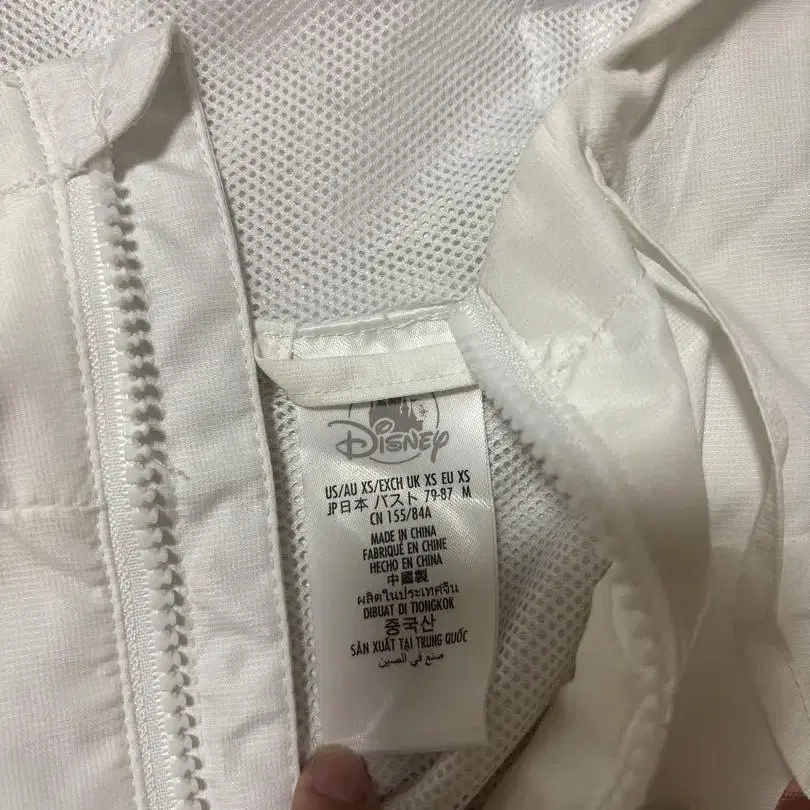 Disney
US/AU XS/EXCH UK XS EU XS
JP日本 バスト 79-87 M
CN 155/84A
MADE IN CHINA
FABRIQUÉ EN CHINE
HECHO EN CHINA
中國製
ผลิตในประเทศจีน
DIBUAT DI TIONGKOK
중국산
SẢN XUẤT TẠI TRUNG QUỐC
صنع في الصين